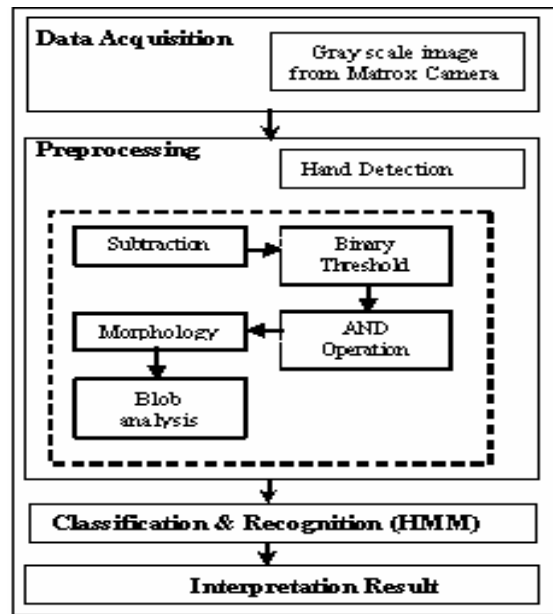 Data Acquisition
Gray scale image
from Matrox Camera
Preprocessing
Hand Detection
Subtraction
Binary
Threshold
AND
Operation
Morphology
Blob
analysis
Classification & Recognition (HMM)
Interpretation Result